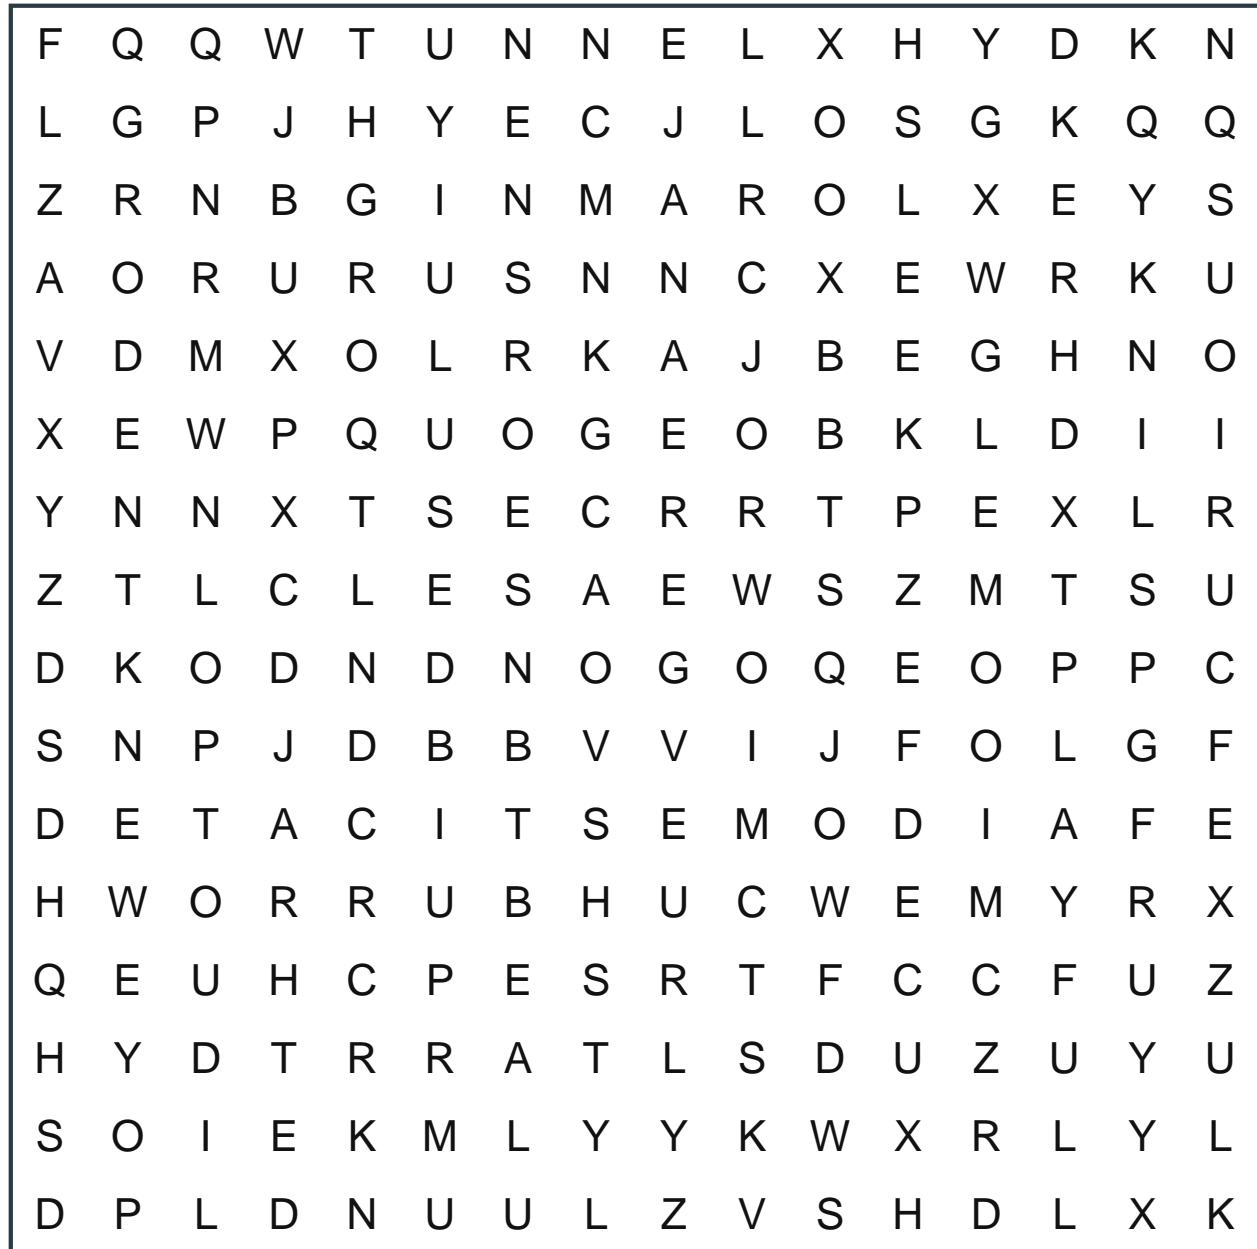 F Q Q W T U N N E L X H Y D K N
L G P J H Y E C J L O S G K Q Q
Z R N B G I N M A R O L X E Y S
A O R U R U S N N C X E W R K U
V D M X O L R K A J B E G H N O
X E W P Q U O G E O B K L D I I
Y N N X T S E C R R T P E X L R
Z T L C L E S A E W S Z M T S U
D K O D N D N O G O Q E O P P C
S N P J D B B V V I J F O L G F
D E T A C I T S E M O D I A F E
H W O R R U B H U C W E M Y R X
Q E U H C P E S R T F C C F U Z
H Y D T R R A T L S D U Z U Y U
S O I E K M L Y Y K W X R L Y L
D P L D N U U L Z V S H D L X K